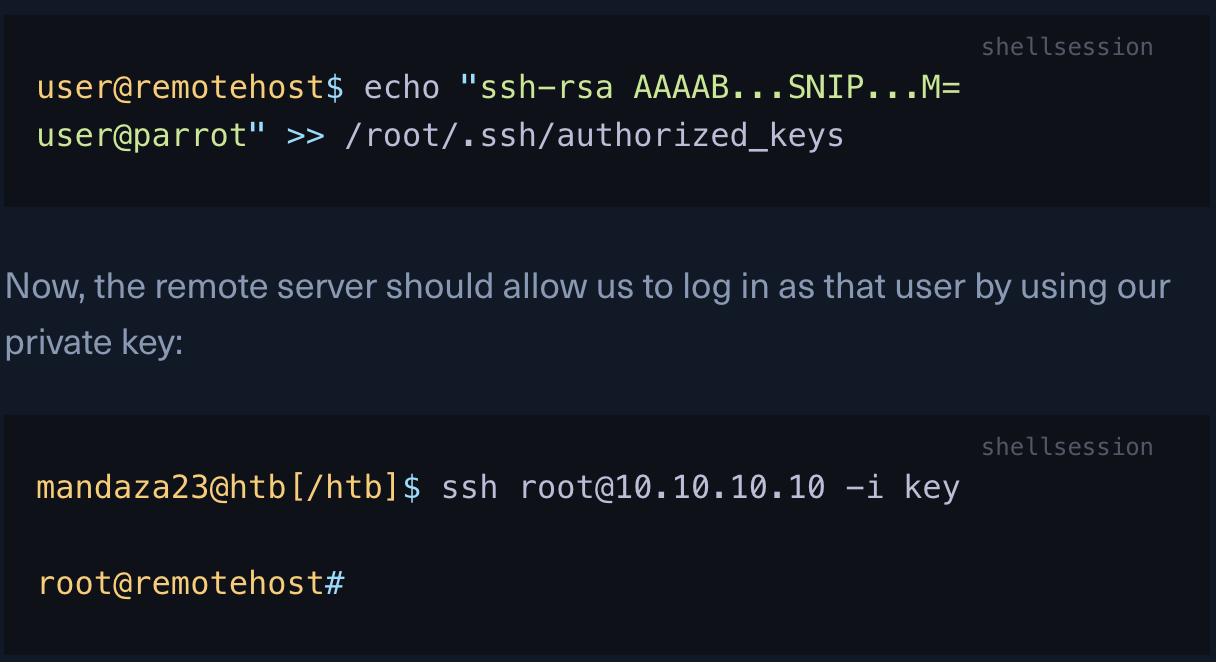 shellsession
user@remotehost$ echo "ssh-rsa AAAAB...SNIP...M=
user@parrot" >> /root/.ssh/authorized_keys
Now, the remote server should allow us to log in as that user by using our
private key:
shellsession
mandaza23@htb[/htb]$ ssh root@10.10.10.10 -i key
root@remotehost#